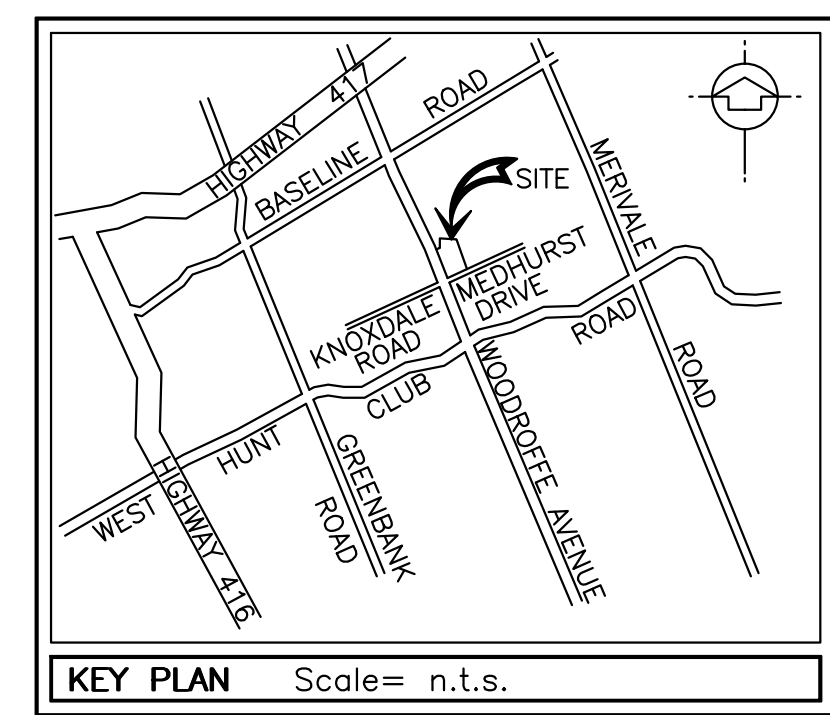 HIGHWAY 417
BASELINE ROAD
SITE
MERIVALE ROAD
MEDHURST
DRIVE
KNOXDALE
ROAD
WEST HUNT CLUB ROAD
WOODROFFE AVENUE
GREENBANK
ROAD
HIGHWAY 416
KEY PLAN Scale= n.t.s.